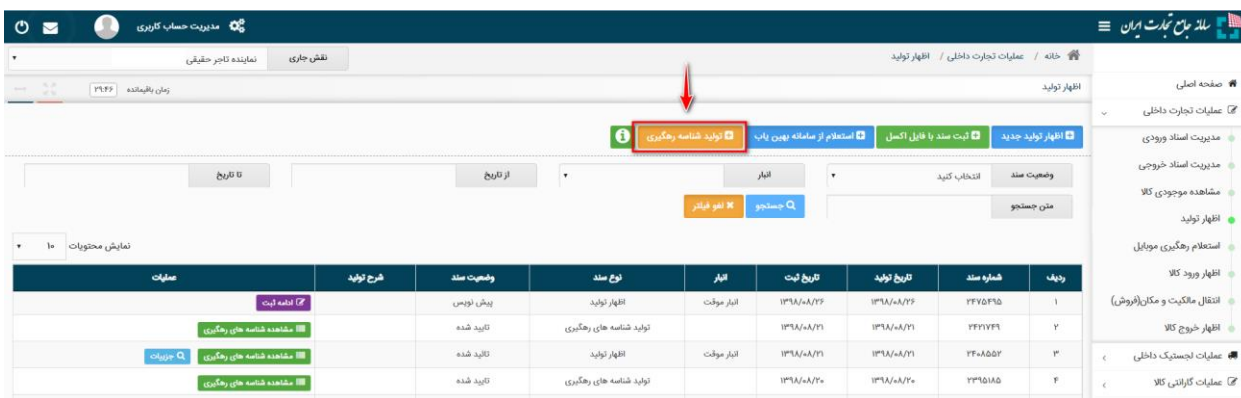 سامانه جامع تجارت ایران
مدیریت حساب کاربری
خانه / عملیات تجارت داخلی / اظهار تولید
نقش جاری
نماینده تاجر حقیقی
اظهار تولید
زمان باقیمانده ۲۹:۴۶
صفحه اصلی
عملیات تجارت داخلی
مدیریت اسناد ورودی
مدیریت اسناد خروجی
مشاهده موجودی کالا
اظهار تولید
استعلام رهگیری موبایل
اظهار ورود کالا
انتقال مالکیت و مکان(فروش)
اظهار خروج کالا
عملیات لجستیک داخلی
عملیات گارانتی کالا
اظهار تولید جدید
ثبت سند با فایل اکسل
استعلام از سامانه بهین یاب
تولید شناسه رهگیری
وضعیت سند انتخاب کنید
انبار
از تاریخ
تا تاریخ
متن جستجو
جستجو
لغو فیلتر
نمایش محتویات ۱۰
ردیف شماره سند تاریخ تولید تاریخ ثبت انبار نوع سند وضعیت سند شرح تولید عملیات
۱ ۲۴۷۵۴۹۵ ۱۳۹۸/۰۸/۲۶ ۱۳۹۸/۰۸/۲۶ انبار موقت اظهار تولید پیش نویس ادامه ثبت
۲ ۲۴۲۱۷۴۹ ۱۳۹۸/۰۸/۲۱ ۱۳۹۸/۰۸/۲۱ تولید شناسه های رهگیری تایید شده مشاهده شناسه های رهگیری
۳ ۲۴۰۸۵۵۲ ۱۳۹۸/۰۸/۲۱ ۱۳۹۸/۰۸/۲۱ انبار موقت اظهار تولید تائید شده مشاهده شناسه های رهگیری جزییات
۴ ۲۳۹۵۱۸۵ ۱۳۹۸/۰۸/۲۰ ۱۳۹۸/۰۸/۲۰ تولید شناسه های رهگیری تایید شده مشاهده شناسه های رهگیری